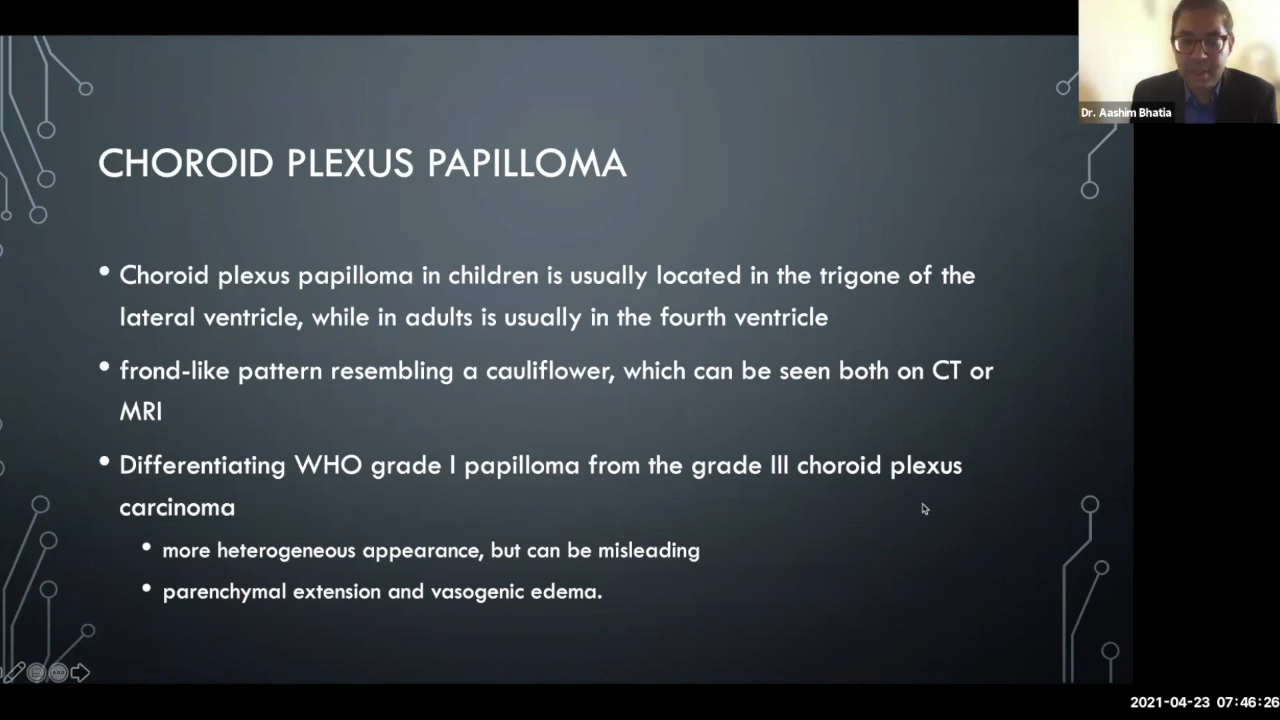 Dr. Aashim Bhatia
CHOROID PLEXUS PAPILLOMA
• Choroid plexus papilloma in children is usually located in the trigone of the
lateral ventricle, while in adults is usually in the fourth ventricle
• frond-like pattern resembling a cauliflower, which can be seen both on CT or
MRI
• Differentiating WHO grade I papilloma from the grade III choroid plexus
carcinoma
• more heterogeneous appearance, but can be misleading
• parenchymal extension and vasogenic edema.
2021-04-23 07:46:26